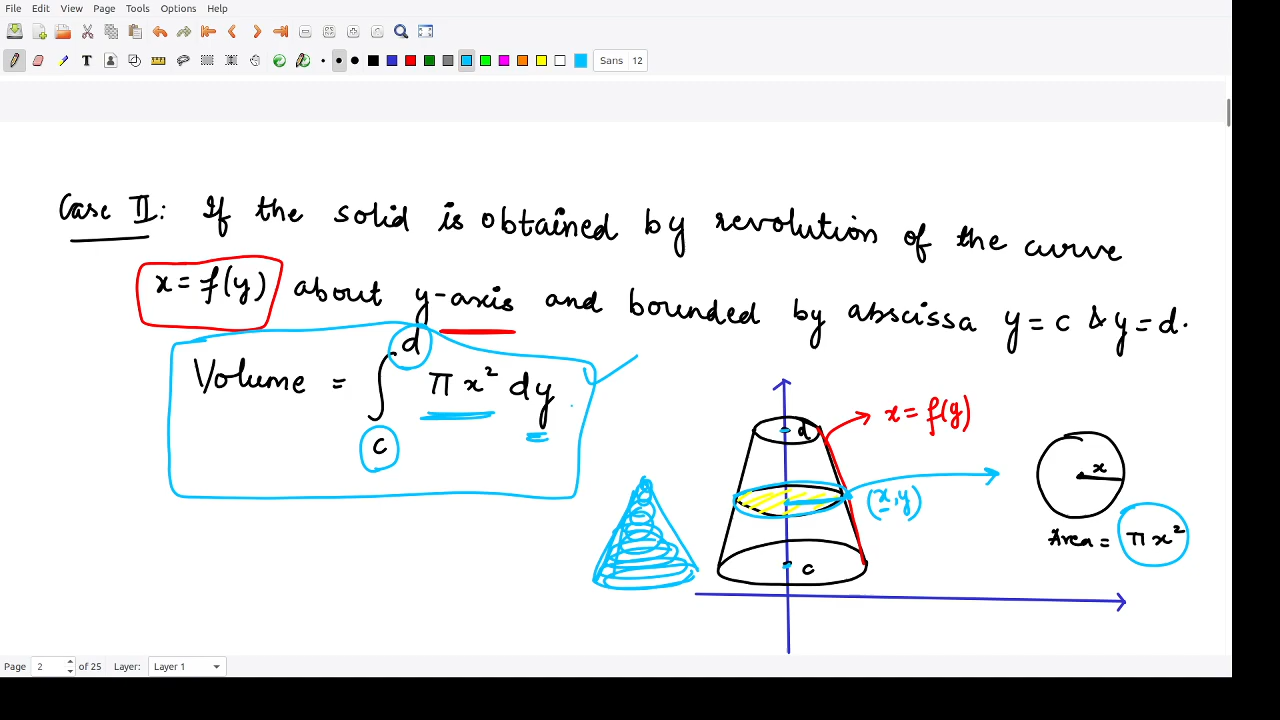 File Edit View Page Tools Options Help
T Sans 12
Case II: If the solid is obtained by revolution of the curve
x = f(y) about y-axis and bounded by abscissa y = c & y = d.
Volume = ∫_c^d π x² dy
x = f(y)
d
x
(x, y)
Area = π x²
c
Page 2 of 25 Layer: Layer 1